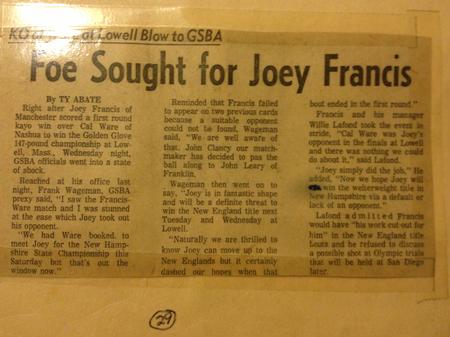 KO of Ware at Lowell Blow to GSBA
Foe Sought for Joey Francis
By TY ABATE
Right after Joey Francis of
Manchester scored a first round
kayo win over Cal Ware of
Nashua to win the Golden Glove
147-pound championship at Low-
ell, Mass., Wednesday night,
GSBA officials went into a state
of shock.
Reached at his office last
night, Frank Wageman, GSBA
prexy said, "I saw the Francis-
Ware match and I was stunned
at the ease which Joey took out
his opponent.
"We had Ware booked to
meet Joey for the New Hamp-
shire State Championship this
Saturday but that's out the
window now."
Reminded that Francis failed
to appear on two previous cards
because a suitable opponent
could not be found, Wageman
said, "We are well aware of
that. John Clancy our match-
maker has decided to pas the
ball along to John Leary of
Franklin.
Wageman then went on to
say, "Joey is in fantastic shape
and will be a definite threat to
win the New England title next
Tuesday and Wednesday at
Lowell.
"Naturally we are thrilled to
know Joey can move up to the
New Englands but it certainly
dashed our hopes when that
bout ended in the first round."
Francis and his manager
Willie Lafond took the event in
stride, "Cal Ware was Joey's
opponent in the finals at Lowell
and there was nothing we could
do about it," said Lafond.
"Joey simply did the job," He
added, "Now we hope Joey will
win the welterweight title in
New Hampshire via a default or
lack of an opponent."
Lafond admitted Francis
would have "his work cut out for
him" in the New England title
bouts and he refused to discuss
a possible shot at Olympic trials
that will be held at San Diego
later.
29